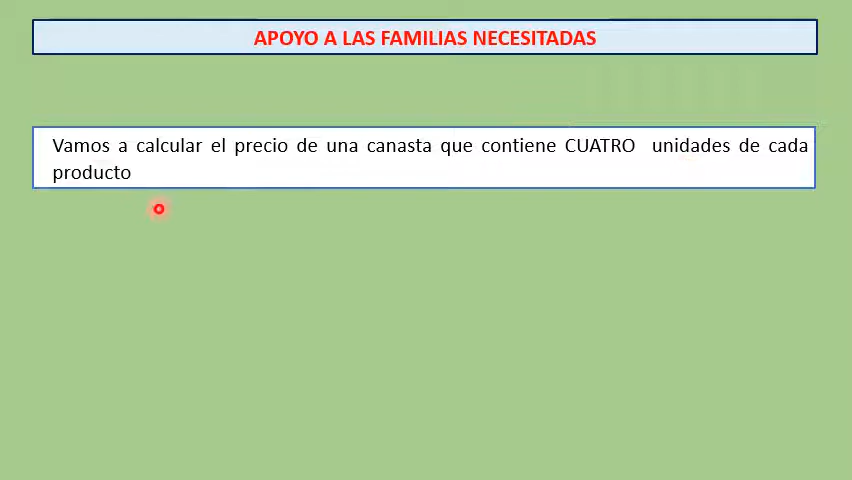 APOYO A LAS FAMILIAS NECESITADAS
Vamos a calcular el precio de una canasta que contiene CUATRO unidades de cada
producto